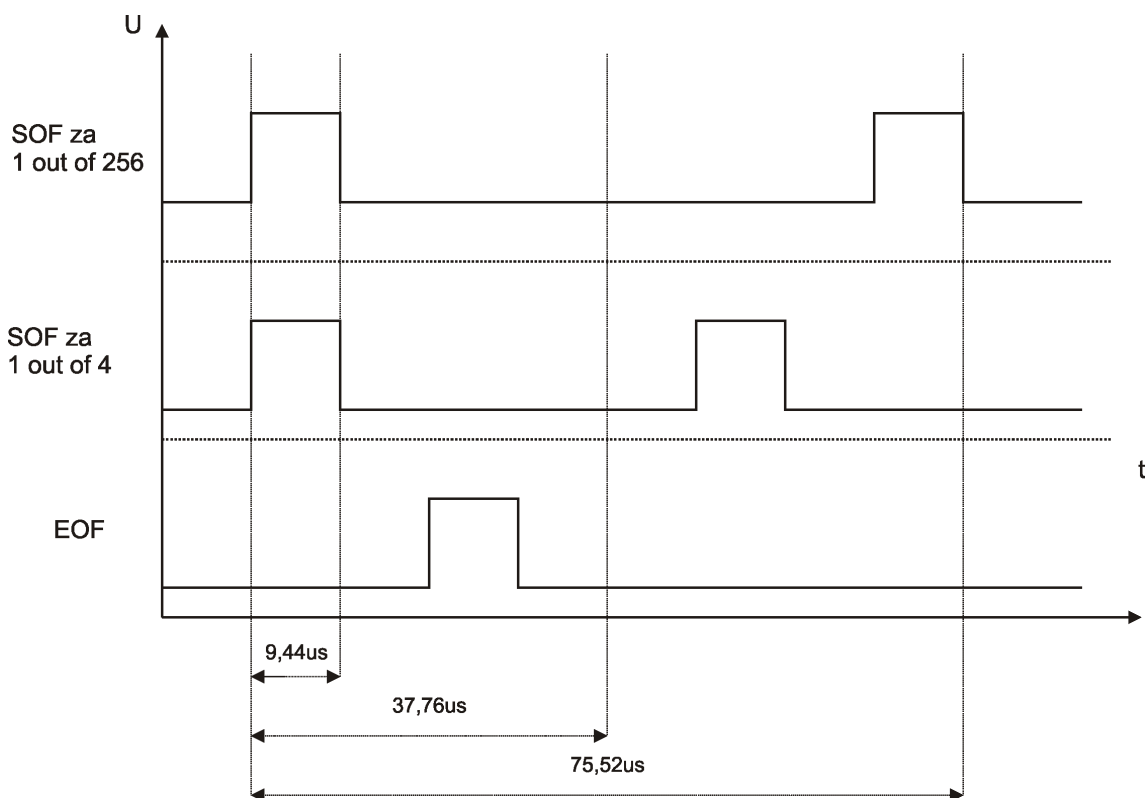 U
SOF za
1 out of 256
SOF za
1 out of 4
t
EOF
9,44us
37,76us
75,52us